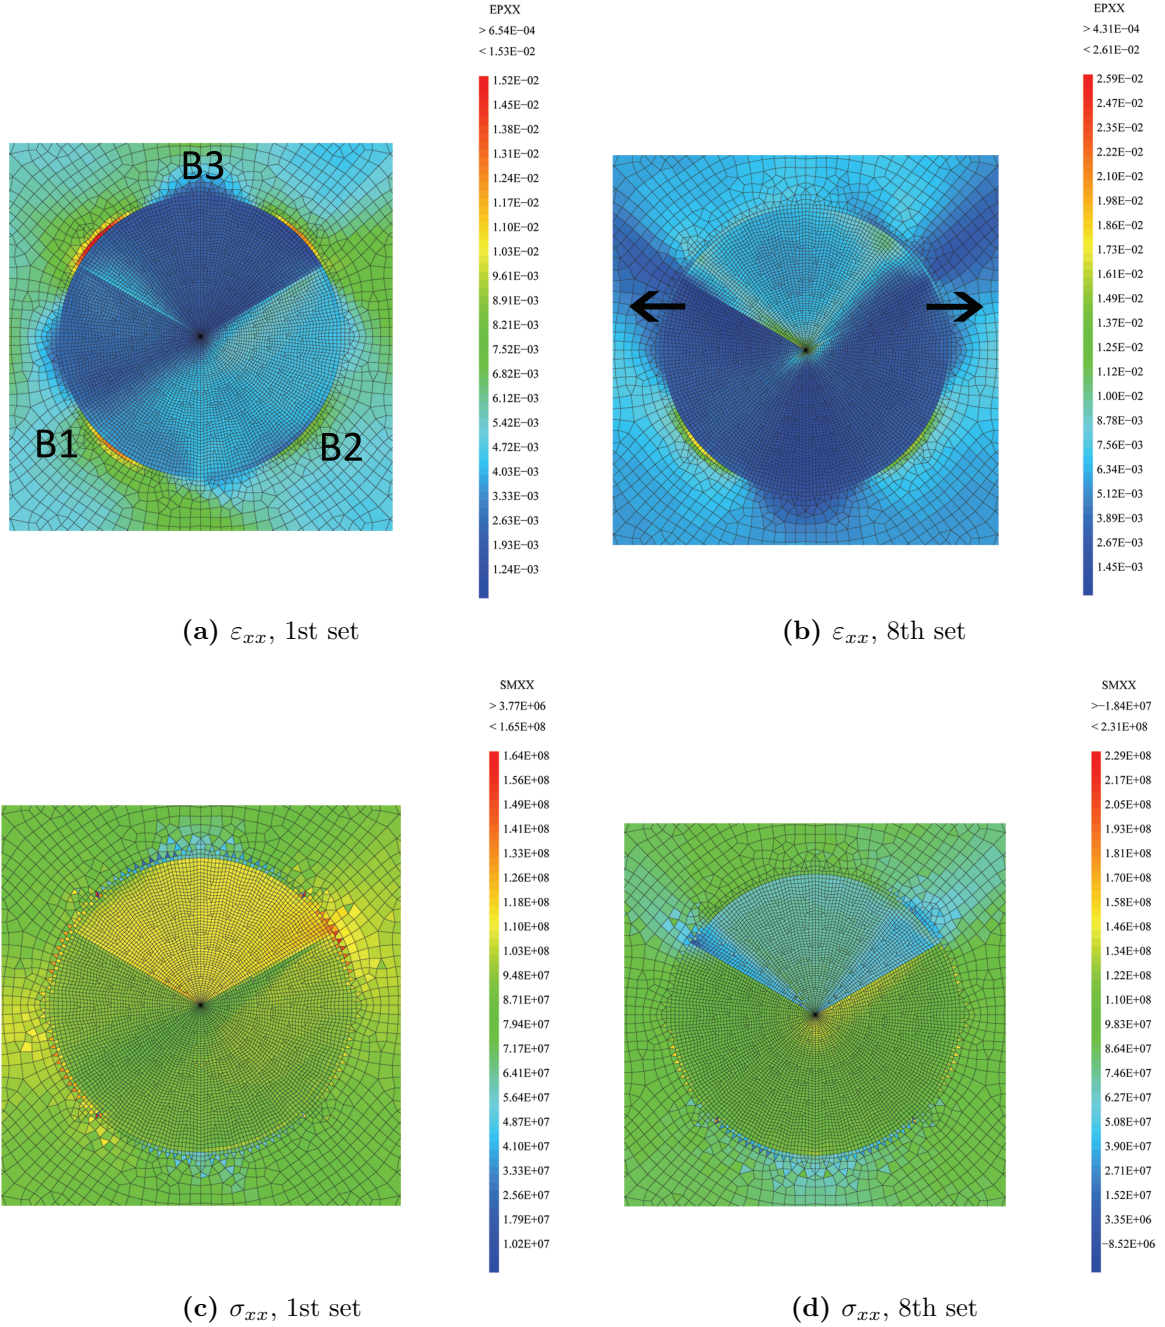 EPXX
> 6.54E−04
< 1.53E−02
1.52E−02
1.45E−02
1.38E−02
1.31E−02
1.24E−02
1.17E−02
1.10E−02
1.03E−02
9.61E−03
8.91E−03
8.21E−03
7.52E−03
6.82E−03
6.12E−03
5.42E−03
4.72E−03
4.03E−03
3.33E−03
2.63E−03
1.93E−03
1.24E−03
B3
B1
B2
(a) εxx, 1st set
EPXX
> 4.31E−04
< 2.61E−02
2.59E−02
2.47E−02
2.35E−02
2.22E−02
2.10E−02
1.98E−02
1.86E−02
1.73E−02
1.61E−02
1.49E−02
1.37E−02
1.25E−02
1.12E−02
1.00E−02
8.78E−03
7.56E−03
6.34E−03
5.12E−03
3.89E−03
2.67E−03
1.45E−03
(b) εxx, 8th set
SMXX
> 3.77E+06
< 1.65E+08
1.64E+08
1.56E+08
1.49E+08
1.41E+08
1.33E+08
1.26E+08
1.18E+08
1.10E+08
1.03E+08
9.48E+07
8.71E+07
7.94E+07
7.17E+07
6.41E+07
5.64E+07
4.87E+07
4.10E+07
3.33E+07
2.56E+07
1.79E+07
1.02E+07
(c) σxx, 1st set
SMXX
>−1.84E+07
< 2.31E+08
2.29E+08
2.17E+08
2.05E+08
1.93E+08
1.81E+08
1.70E+08
1.58E+08
1.46E+08
1.34E+08
1.22E+08
1.10E+08
9.83E+07
8.64E+07
7.46E+07
6.27E+07
5.08E+07
3.90E+07
2.71E+07
1.52E+07
3.35E+06
−8.52E+06
(d) σxx, 8th set